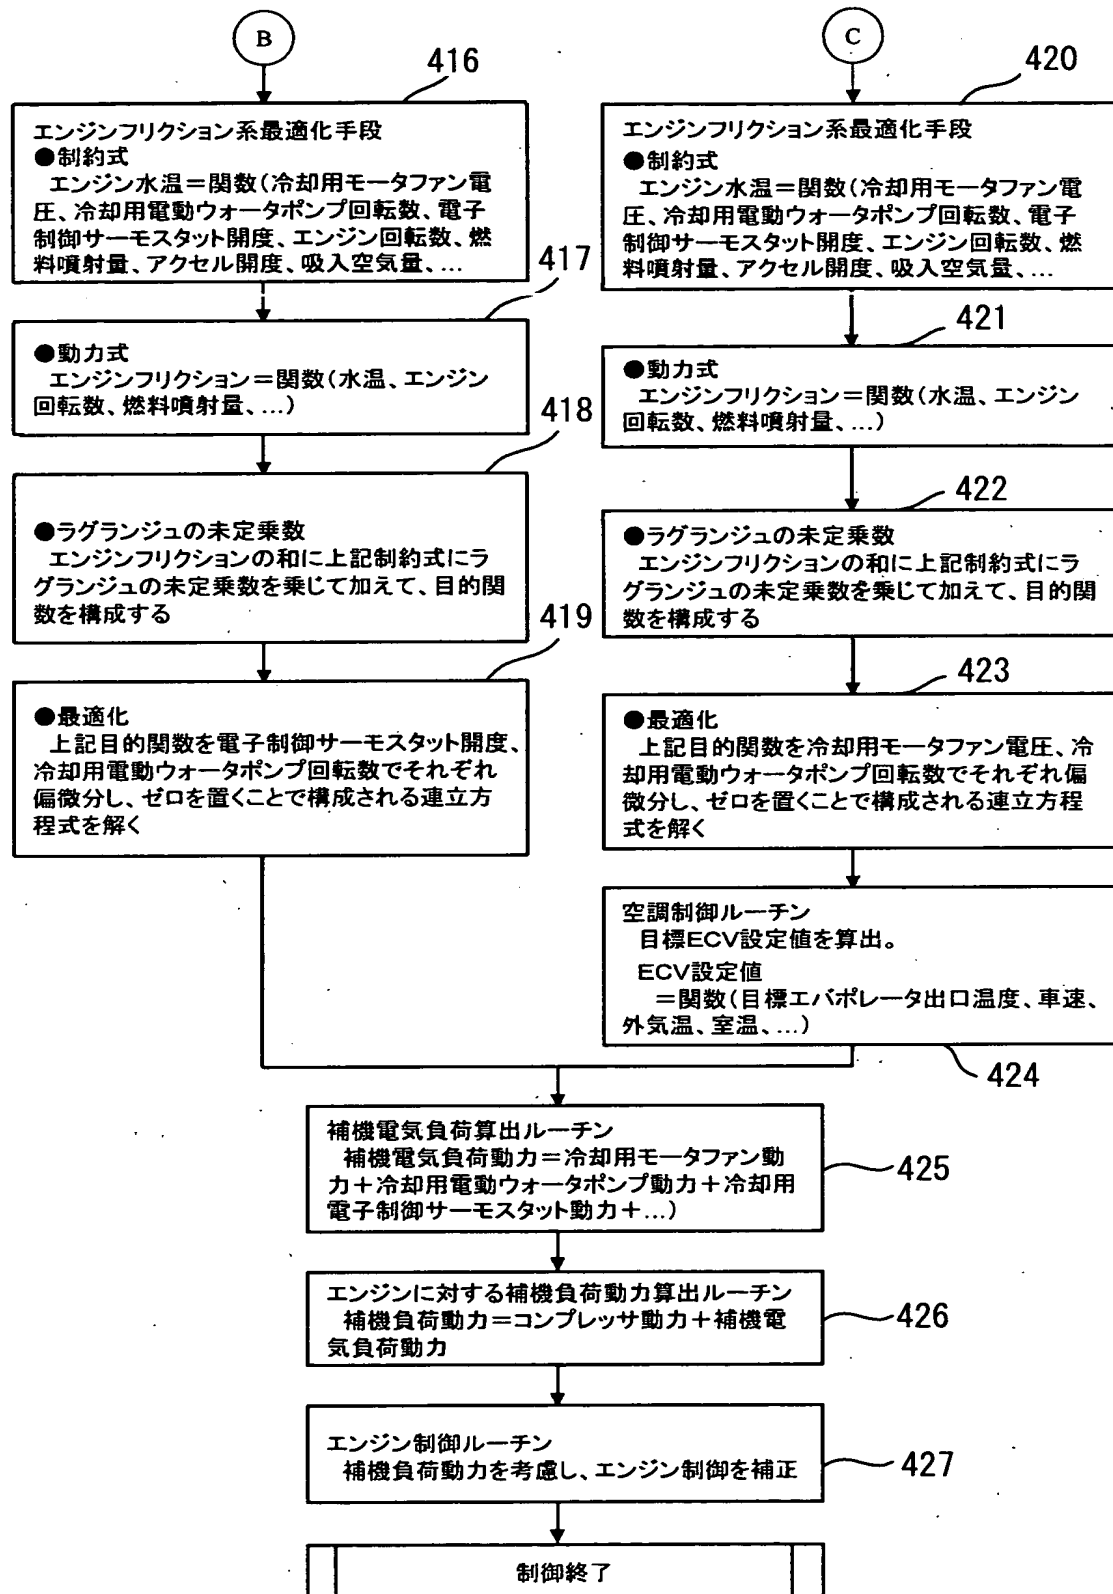 B
416
エンジンフリクション系最適化手段
●制約式
エンジン水温＝関数(冷却用モータファン電
圧、冷却用電動ウォータポンプ回転数、電子
制御サーモスタット開度、エンジン回転数、燃
料噴射量、アクセル開度、吸入空気量、…
417
●動力式
エンジンフリクション＝関数(水温、エンジン
回転数、燃料噴射量、…)
418
●ラグランジュの未定乗数
エンジンフリクションの和に上記制約式にラ
グランジュの未定乗数を乗じて加えて、目的関
数を構成する
419
●最適化
上記目的関数を電子制御サーモスタット開度、
冷却用電動ウォータポンプ回転数でそれぞれ
偏微分し、ゼロを置くことで構成される連立方
程式を解く
C
420
エンジンフリクション系最適化手段
●制約式
エンジン水温＝関数(冷却用モータファン電
圧、冷却用電動ウォータポンプ回転数、電子
制御サーモスタット開度、エンジン回転数、燃
料噴射量、アクセル開度、吸入空気量、…
421
●動力式
エンジンフリクション＝関数(水温、エンジン
回転数、燃料噴射量、…)
422
●ラグランジュの未定乗数
エンジンフリクションの和に上記制約式にラ
グランジュの未定乗数を乗じて加えて、目的関
数を構成する
423
●最適化
上記目的関数を冷却用モータファン電圧、冷
却用電動ウォータポンプ回転数でそれぞれ偏
微分し、ゼロを置くことで構成される連立方程
式を解く
空調制御ルーチン
目標ECV設定値を算出。
ECV設定値
＝関数(目標エバポレータ出口温度、車速、
外気温、室温、…)
424
補機電気負荷算出ルーチン
補機電気負荷動力＝冷却用モータファン動
力＋冷却用電動ウォータポンプ動力＋冷却用
電子制御サーモスタット動力＋…)
425
エンジンに対する補機負荷動力算出ルーチン
補機負荷動力＝コンプレッサ動力＋補機電
気負荷動力
426
エンジン制御ルーチン
補機負荷動力を考慮し、エンジン制御を補正
427
制御終了